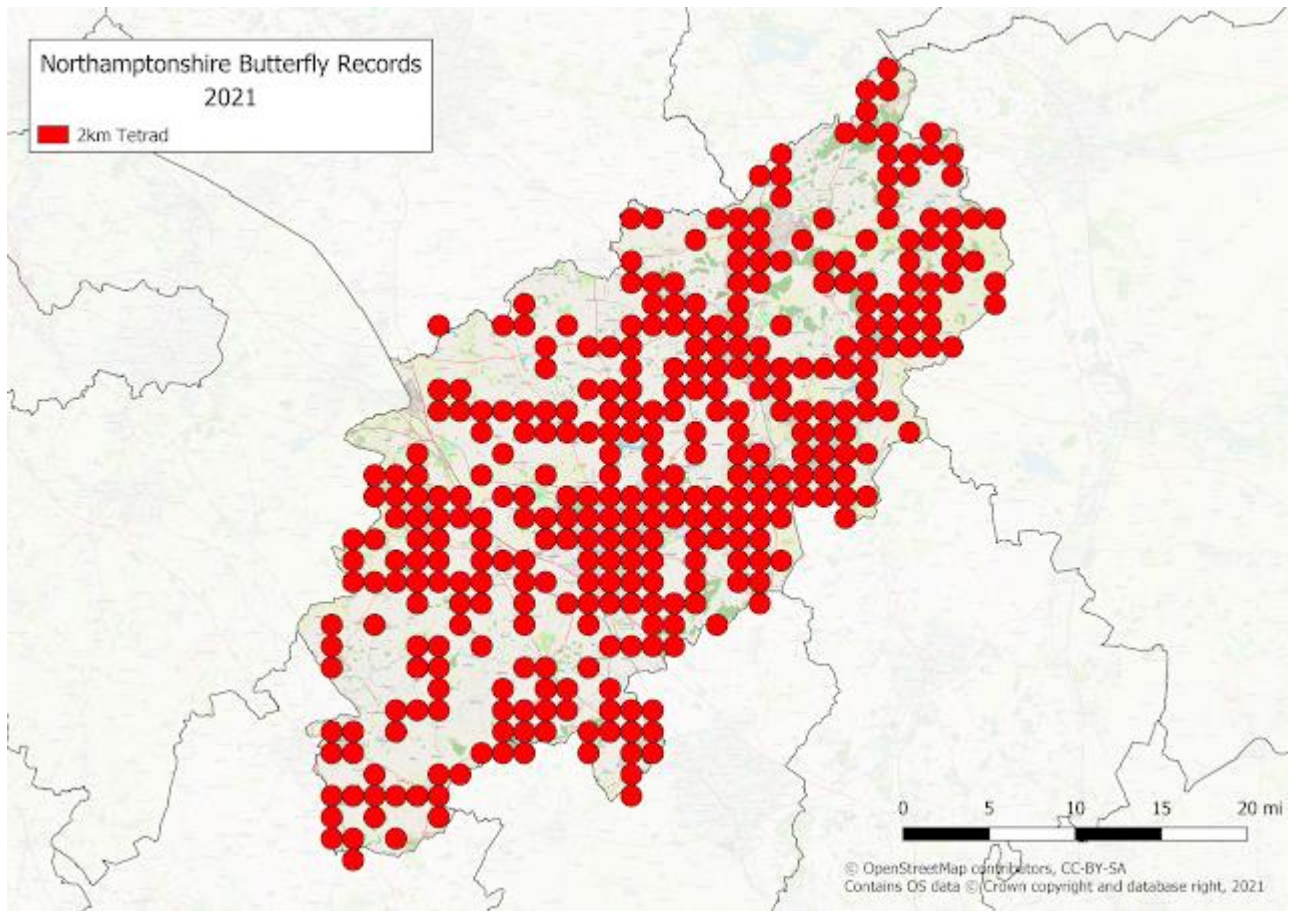 Northamptonshire Butterfly Records
2021
2km Tetrad
0 5 10 15 20 mi
© OpenStreetMap contributors, CC-BY-SA
Contains OS data © Crown copyright and database right, 2021